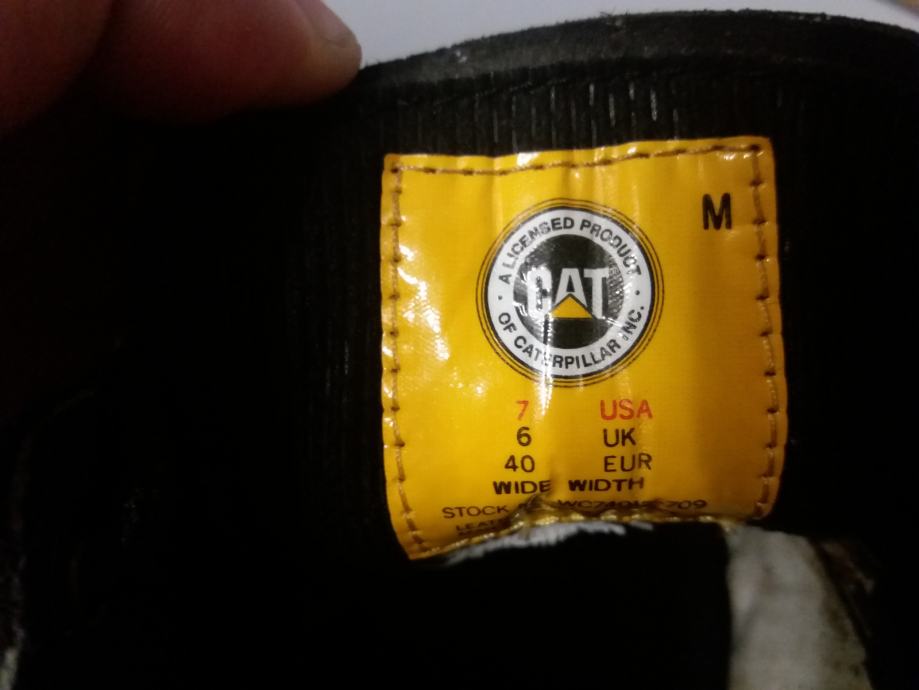 M
A LICENSED PRODUCT
CAT
OF CATERPILLAR INC.
7 USA
6 UK
40 EUR
WIDE WIDTH
STOCK